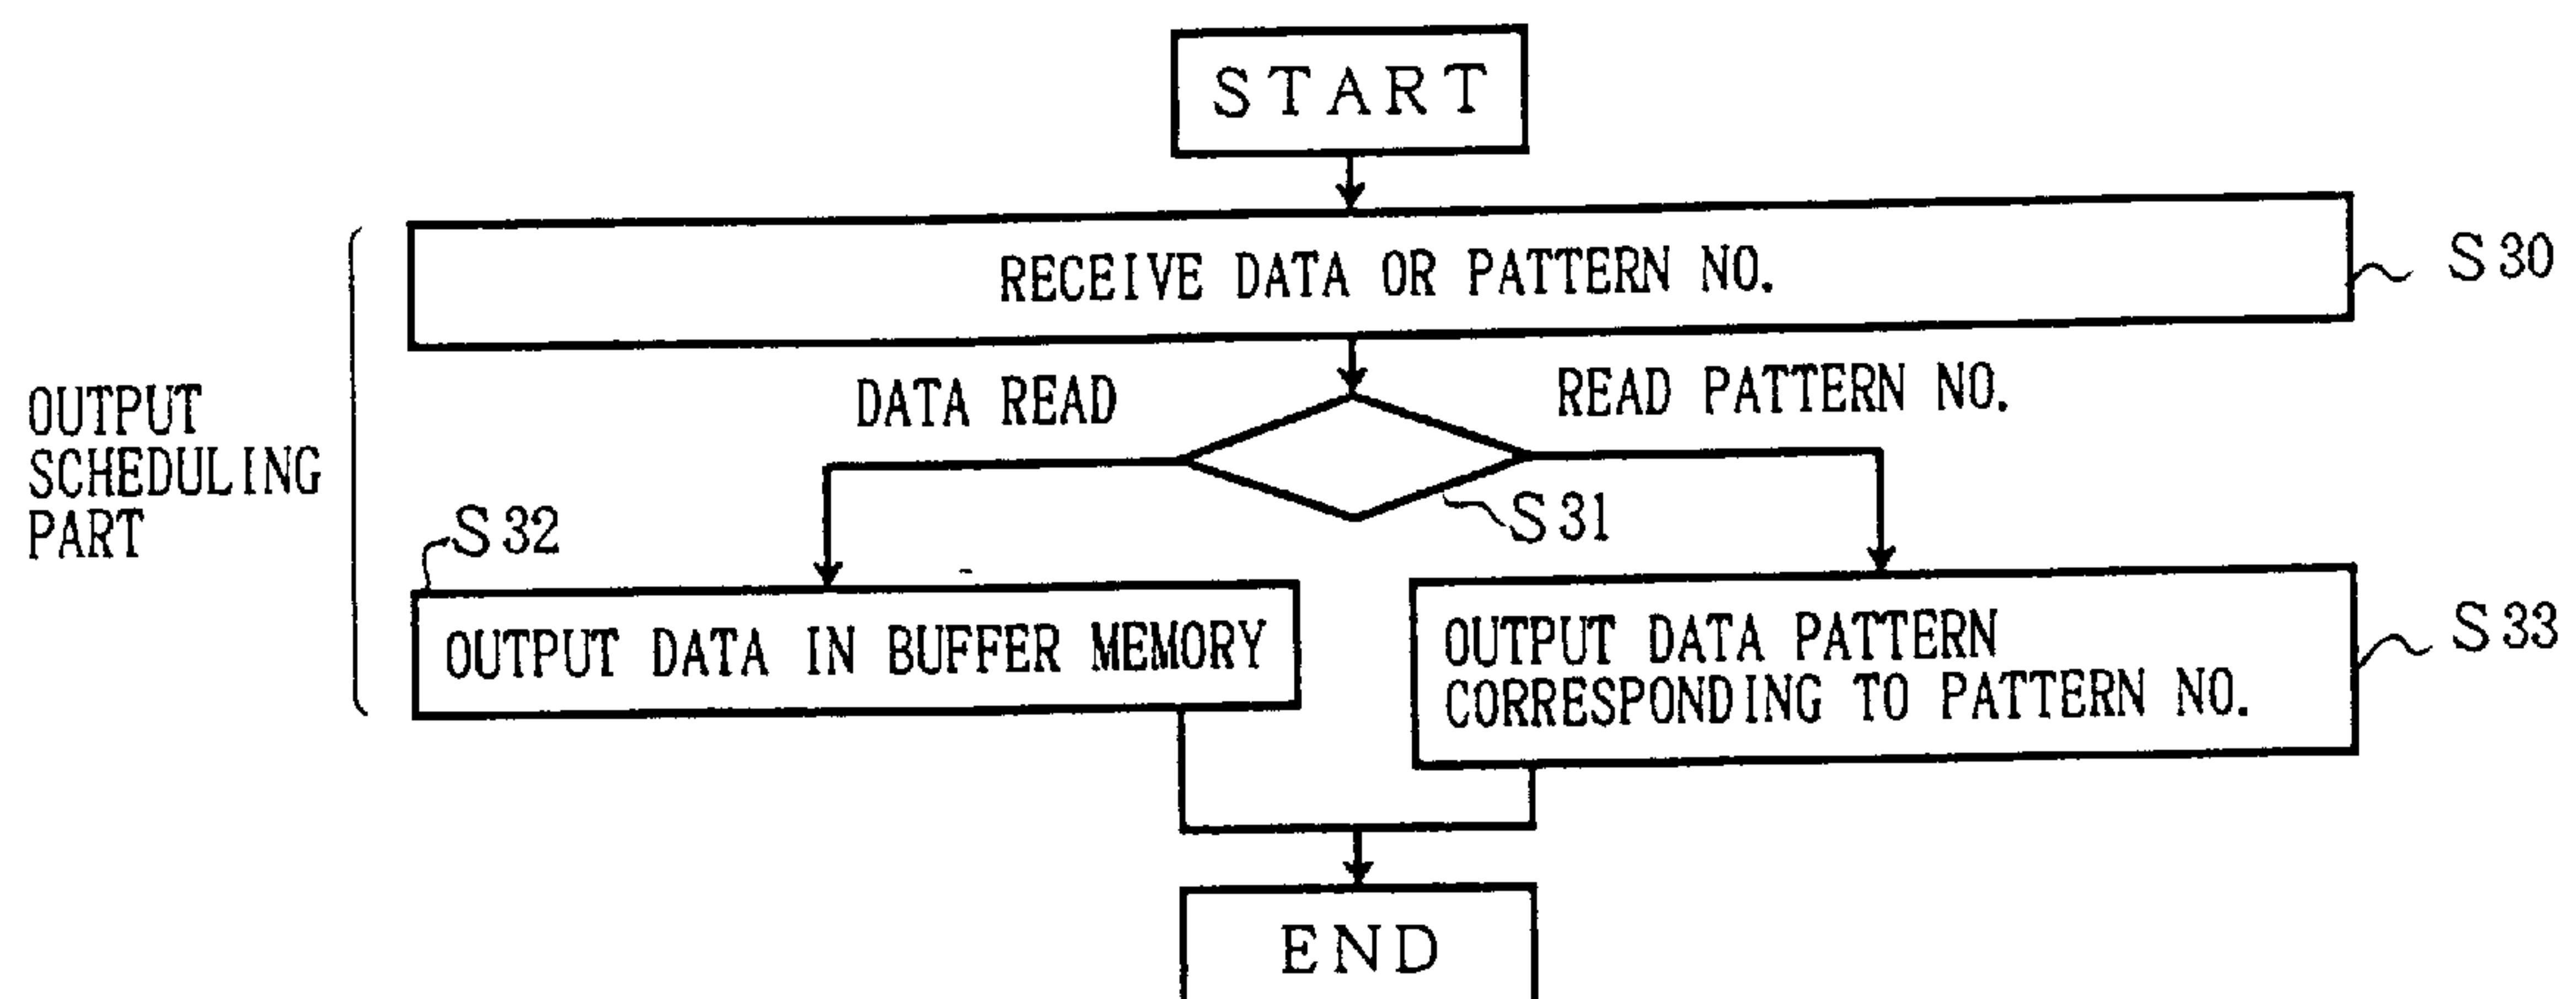 START
RECEIVE DATA OR PATTERN NO.
S30
DATA READ
READ PATTERN NO.
OUTPUT
SCHEDULING
PART
S31
S32
OUTPUT DATA IN BUFFER MEMORY
OUTPUT DATA PATTERN
CORRESPONDING TO PATTERN NO.
S33
END